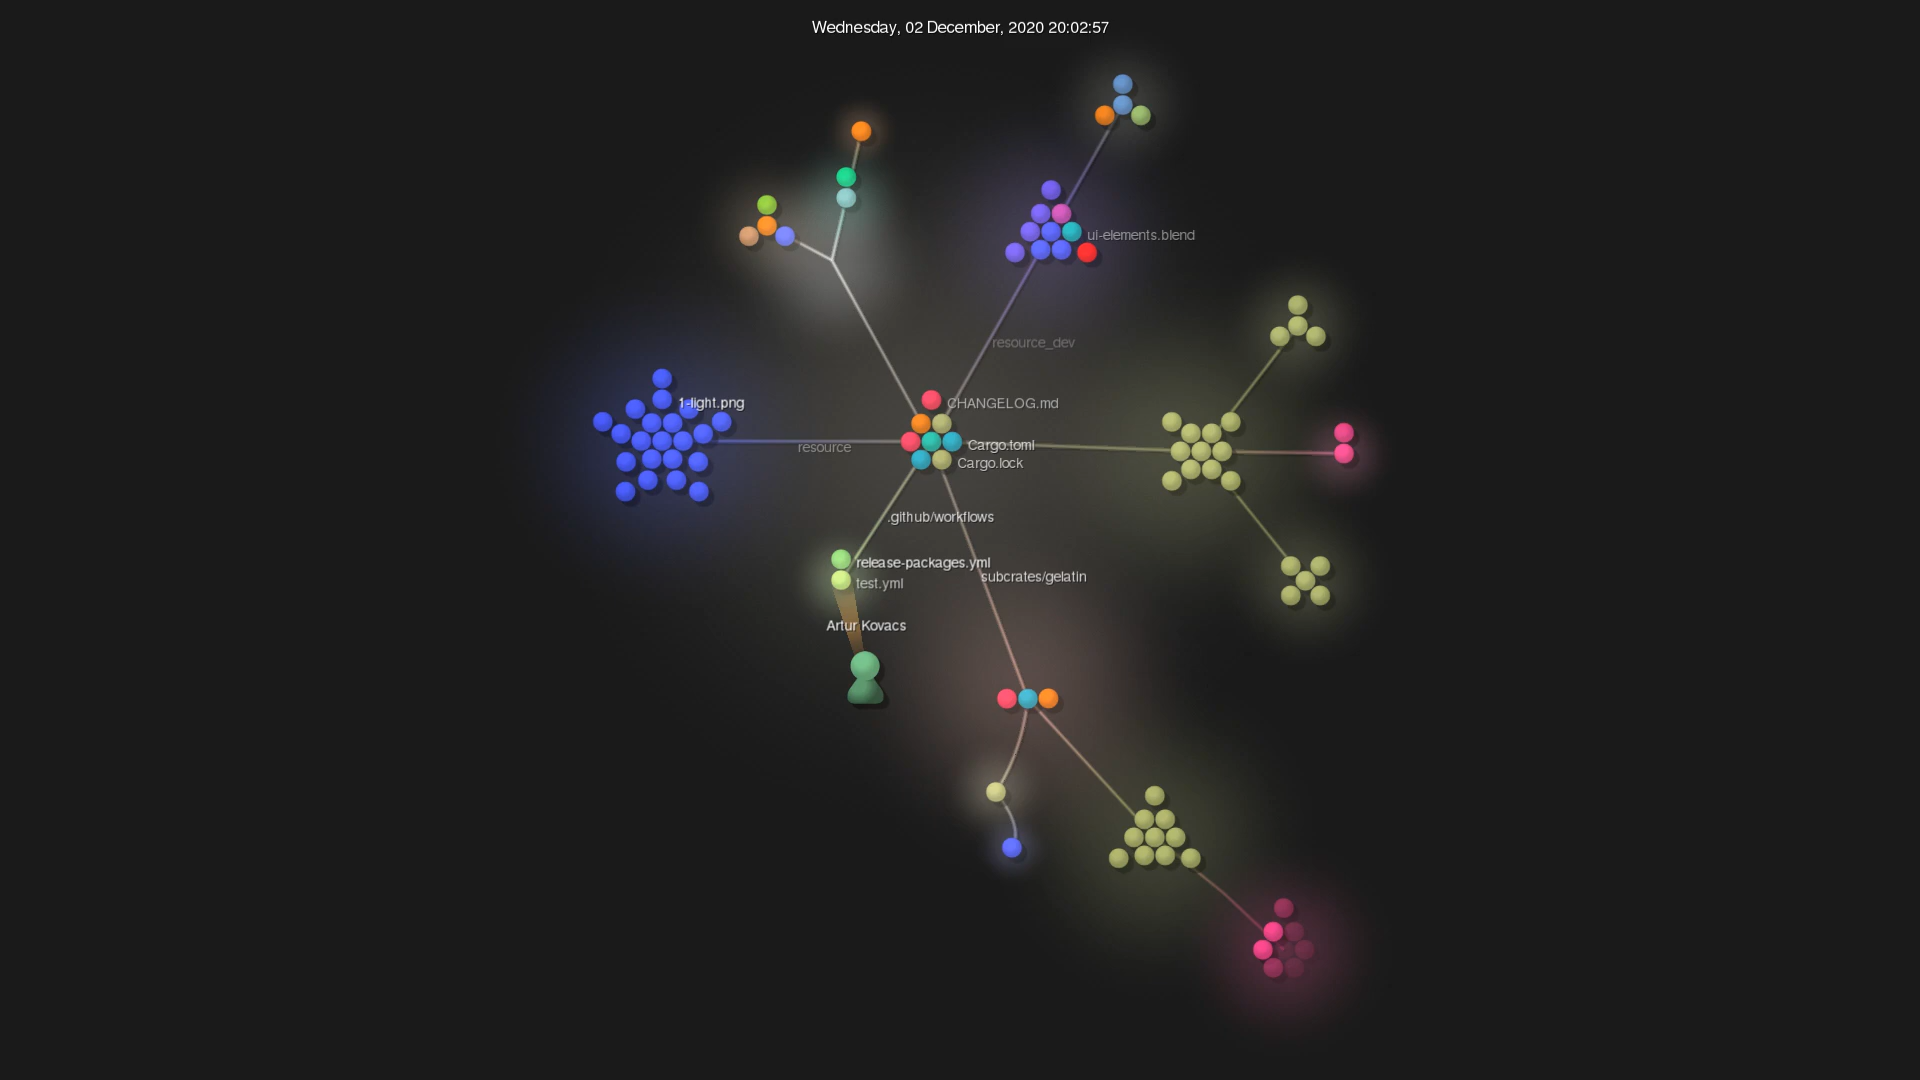 Wednesday, 02 December, 2020 20:02:57
ui-elements.blend
resource_dev
1-light.png
CHANGELOG.md
resource
Cargo.toml
Cargo.lock
.github/workflows
release-packages.yml
subcrates/gelatin
test.yml
Artur Kovacs